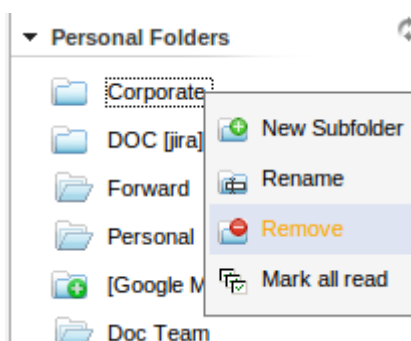 Personal Folders
Corporate
New Subfolder
DOC [jira]
Rename
Forward
Remove
Personal
Mark all read
[Google M
Doc Team